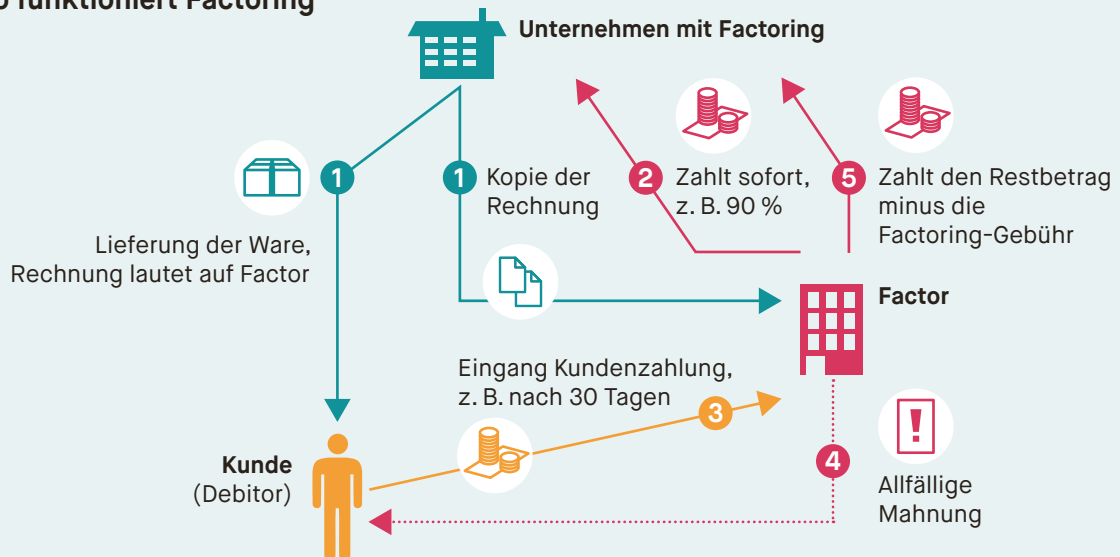 funktioniert Factoring
Unternehmen mit Factoring
1
Lieferung der Ware,
Rechnung lautet auf Factor
1
Kopie der
Rechnung
2
Zahlt sofort,
z. B. 90 %
5
Zahlt den Restbetrag
minus die
Factoring-Gebühr
Factor
Eingang Kundenzahlung,
z. B. nach 30 Tagen
3
4
!
Allfällige
Mahnung
Kunde
(Debitor)